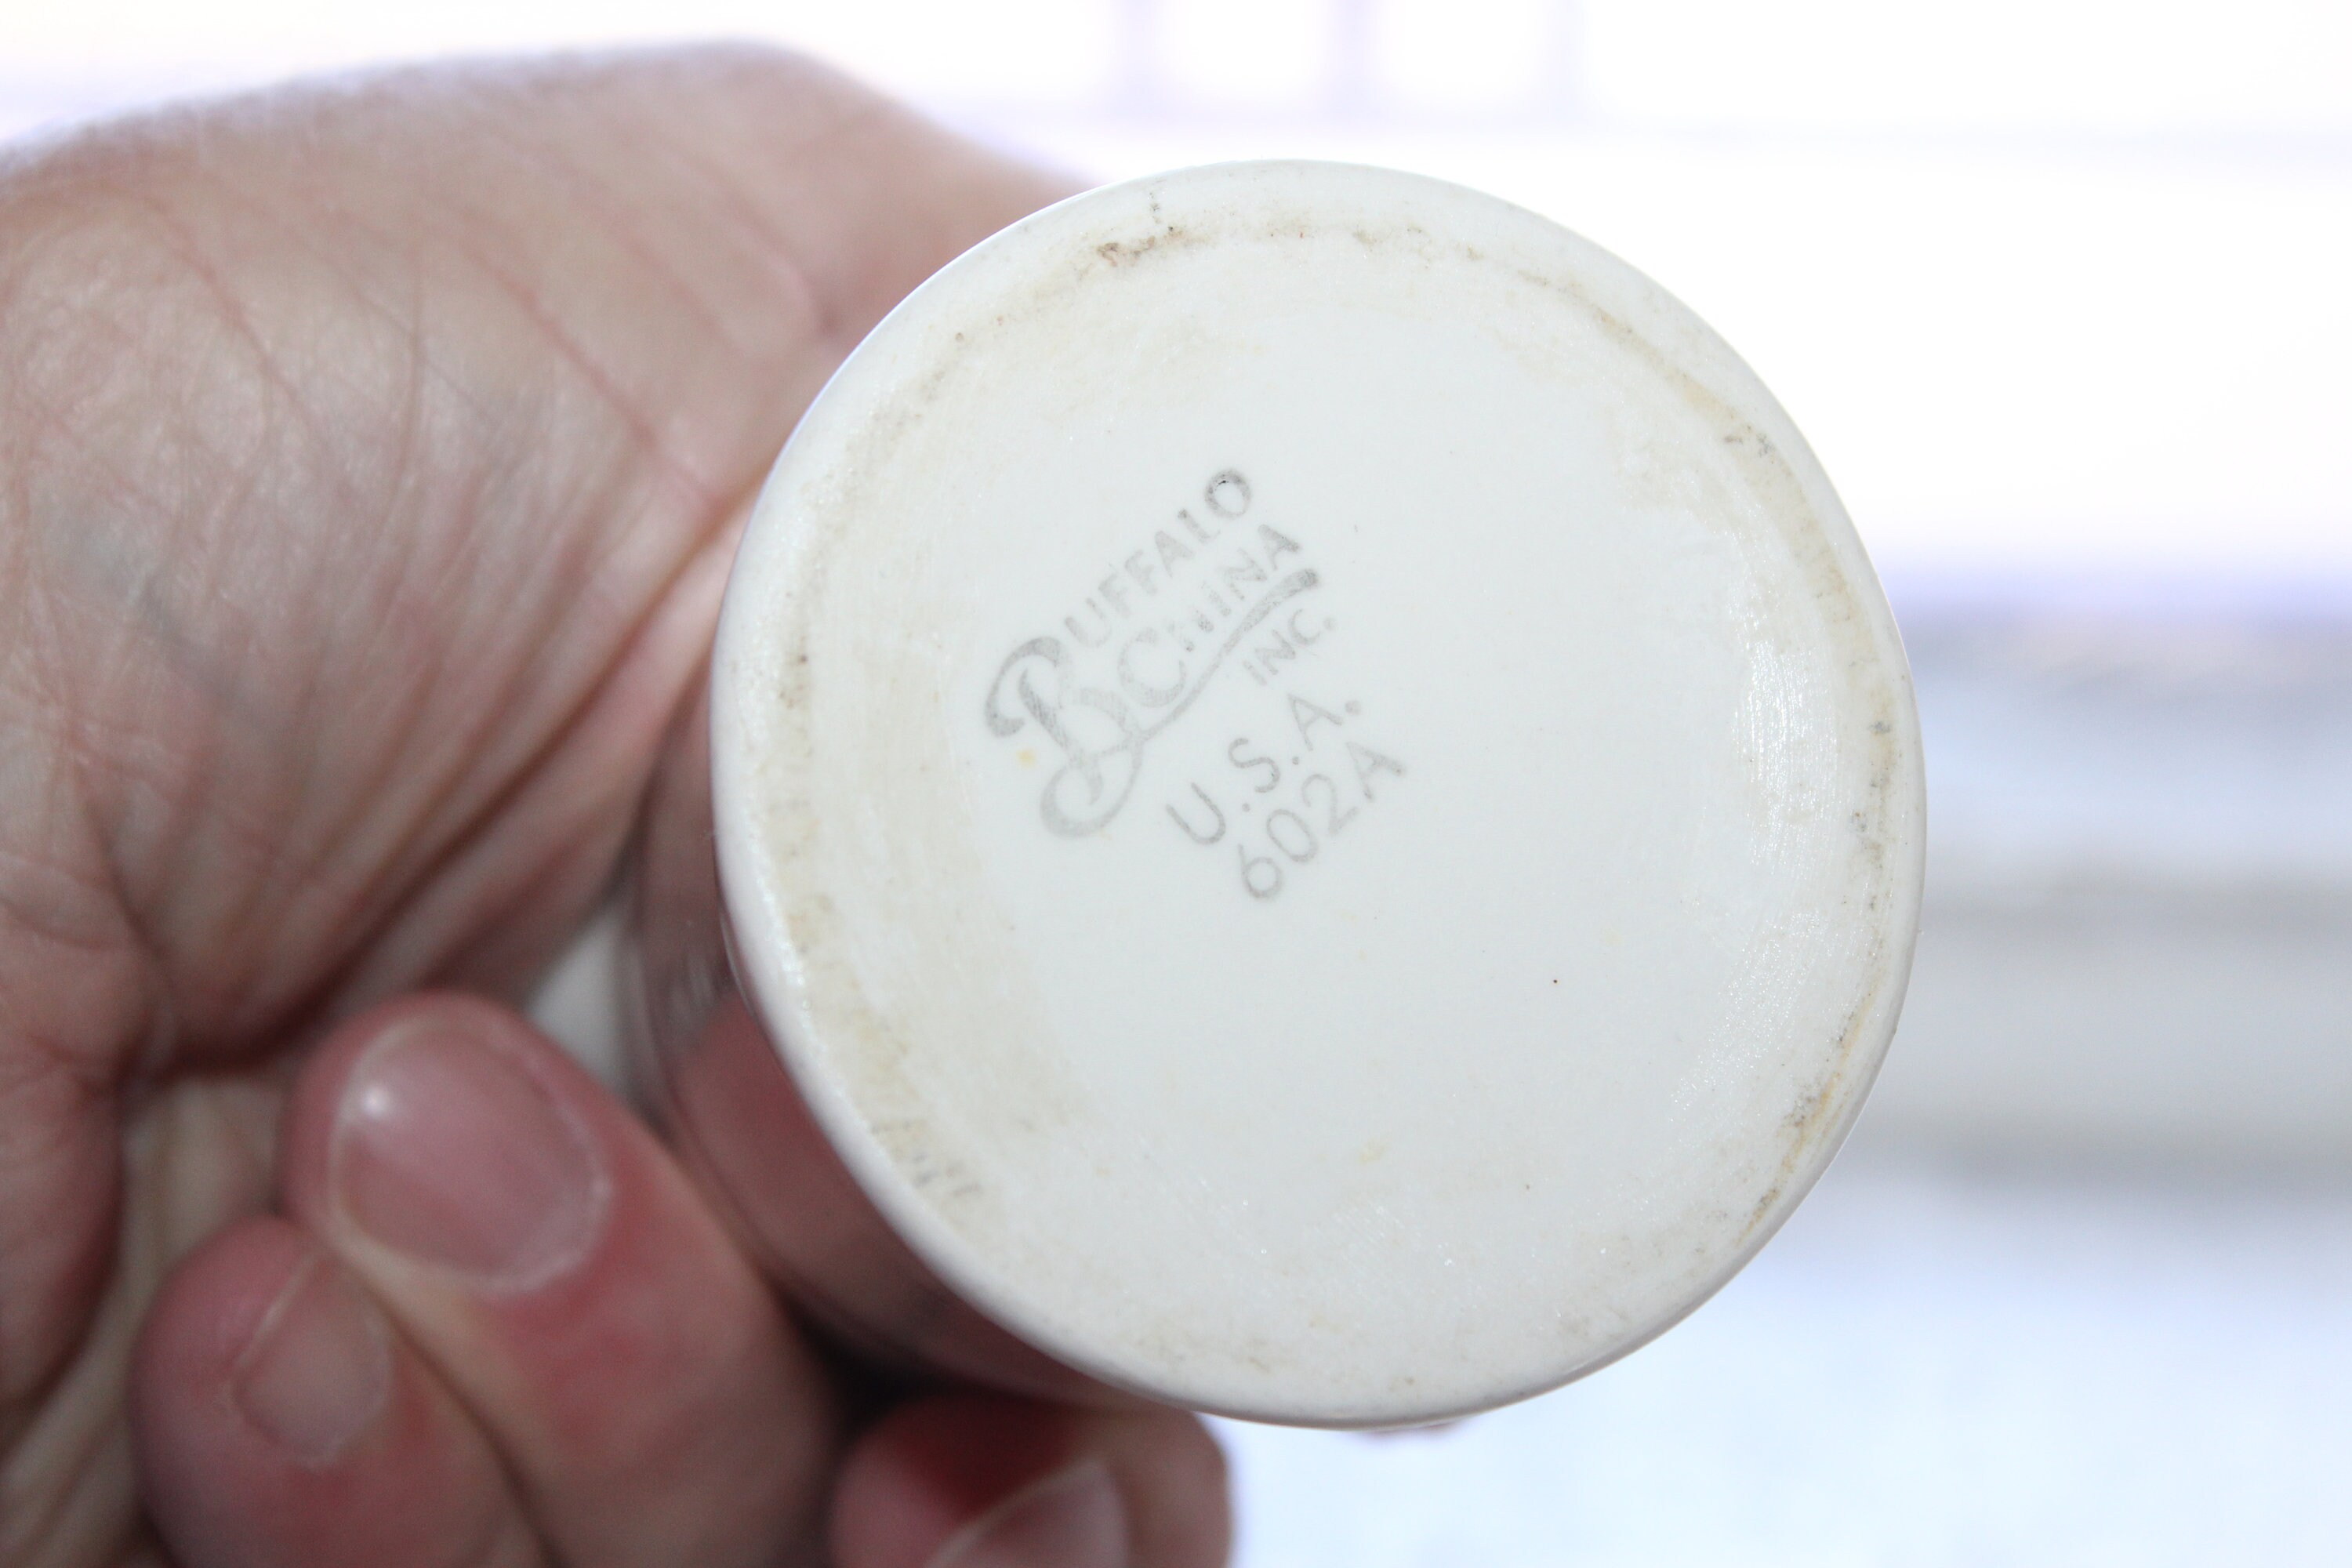 BUFFALO
CHINA
INC.
U.S.A.
602A